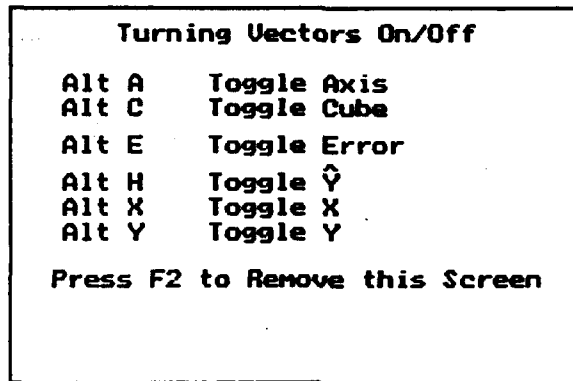 Turning Vectors On/Off
Alt A Toggle Axis
Alt C Toggle Cube
Alt E Toggle Error
Alt H Toggle Ŷ
Alt X Toggle X
Alt Y Toggle Y
Press F2 to Remove this Screen